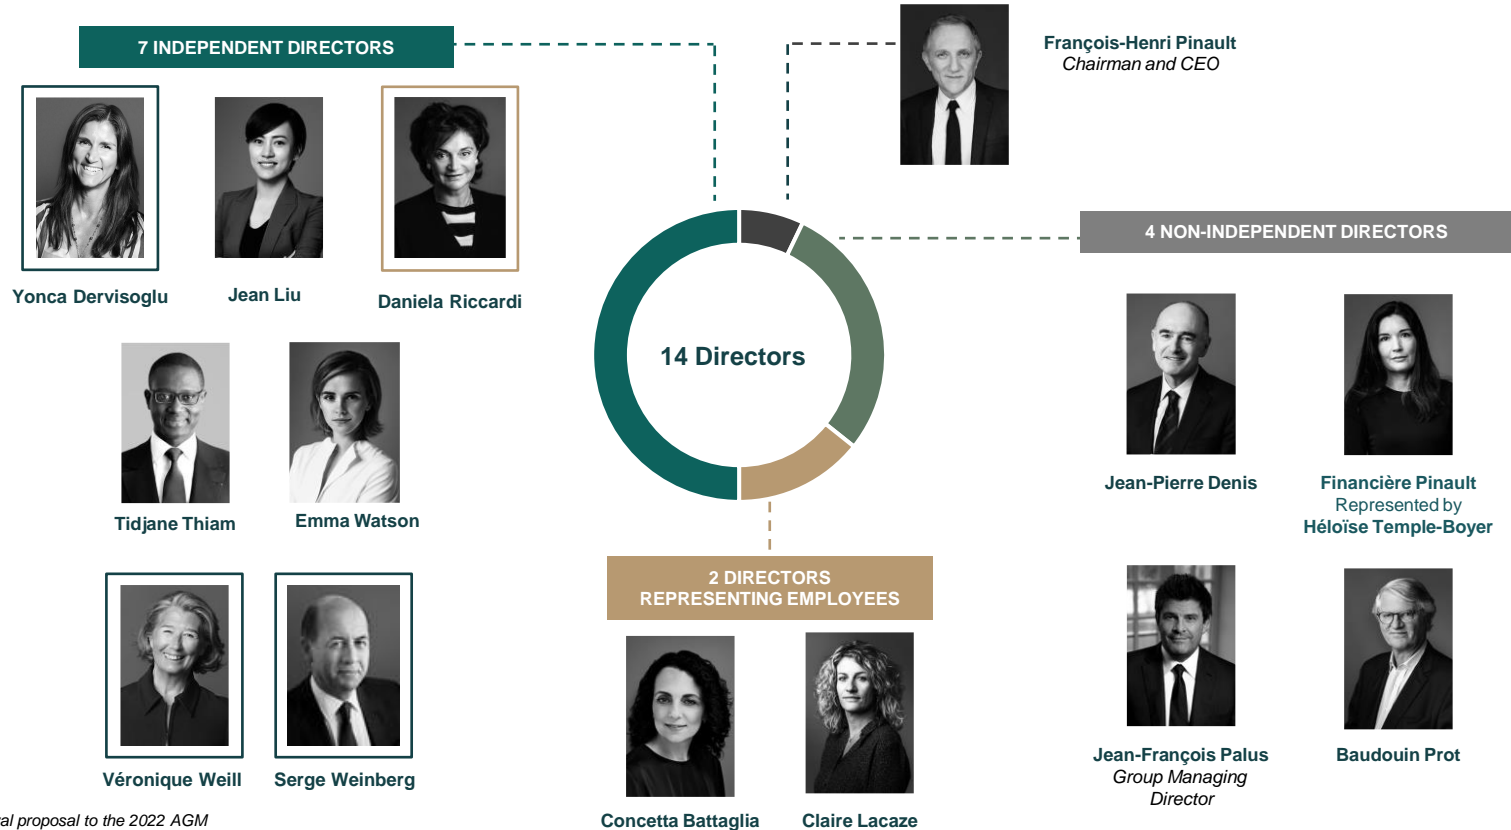 7 INDEPENDENT DIRECTORS
François-Henri Pinault
Chairman and CEO
Yonca Dervisoglu
Jean Liu
Daniela Riccardi
14 Directors
4 NON-INDEPENDENT DIRECTORS
Tidjane Thiam
Emma Watson
Jean-Pierre Denis
Financière Pinault
Represented by
Héloïse Temple-Boyer
2 DIRECTORS
REPRESENTING EMPLOYEES
Véronique Weill
Serge Weinberg
Jean-François Palus
Group Managing
Director
Baudouin Prot
Concetta Battaglia
Claire Lacaze
proposal to the 2022 AGM